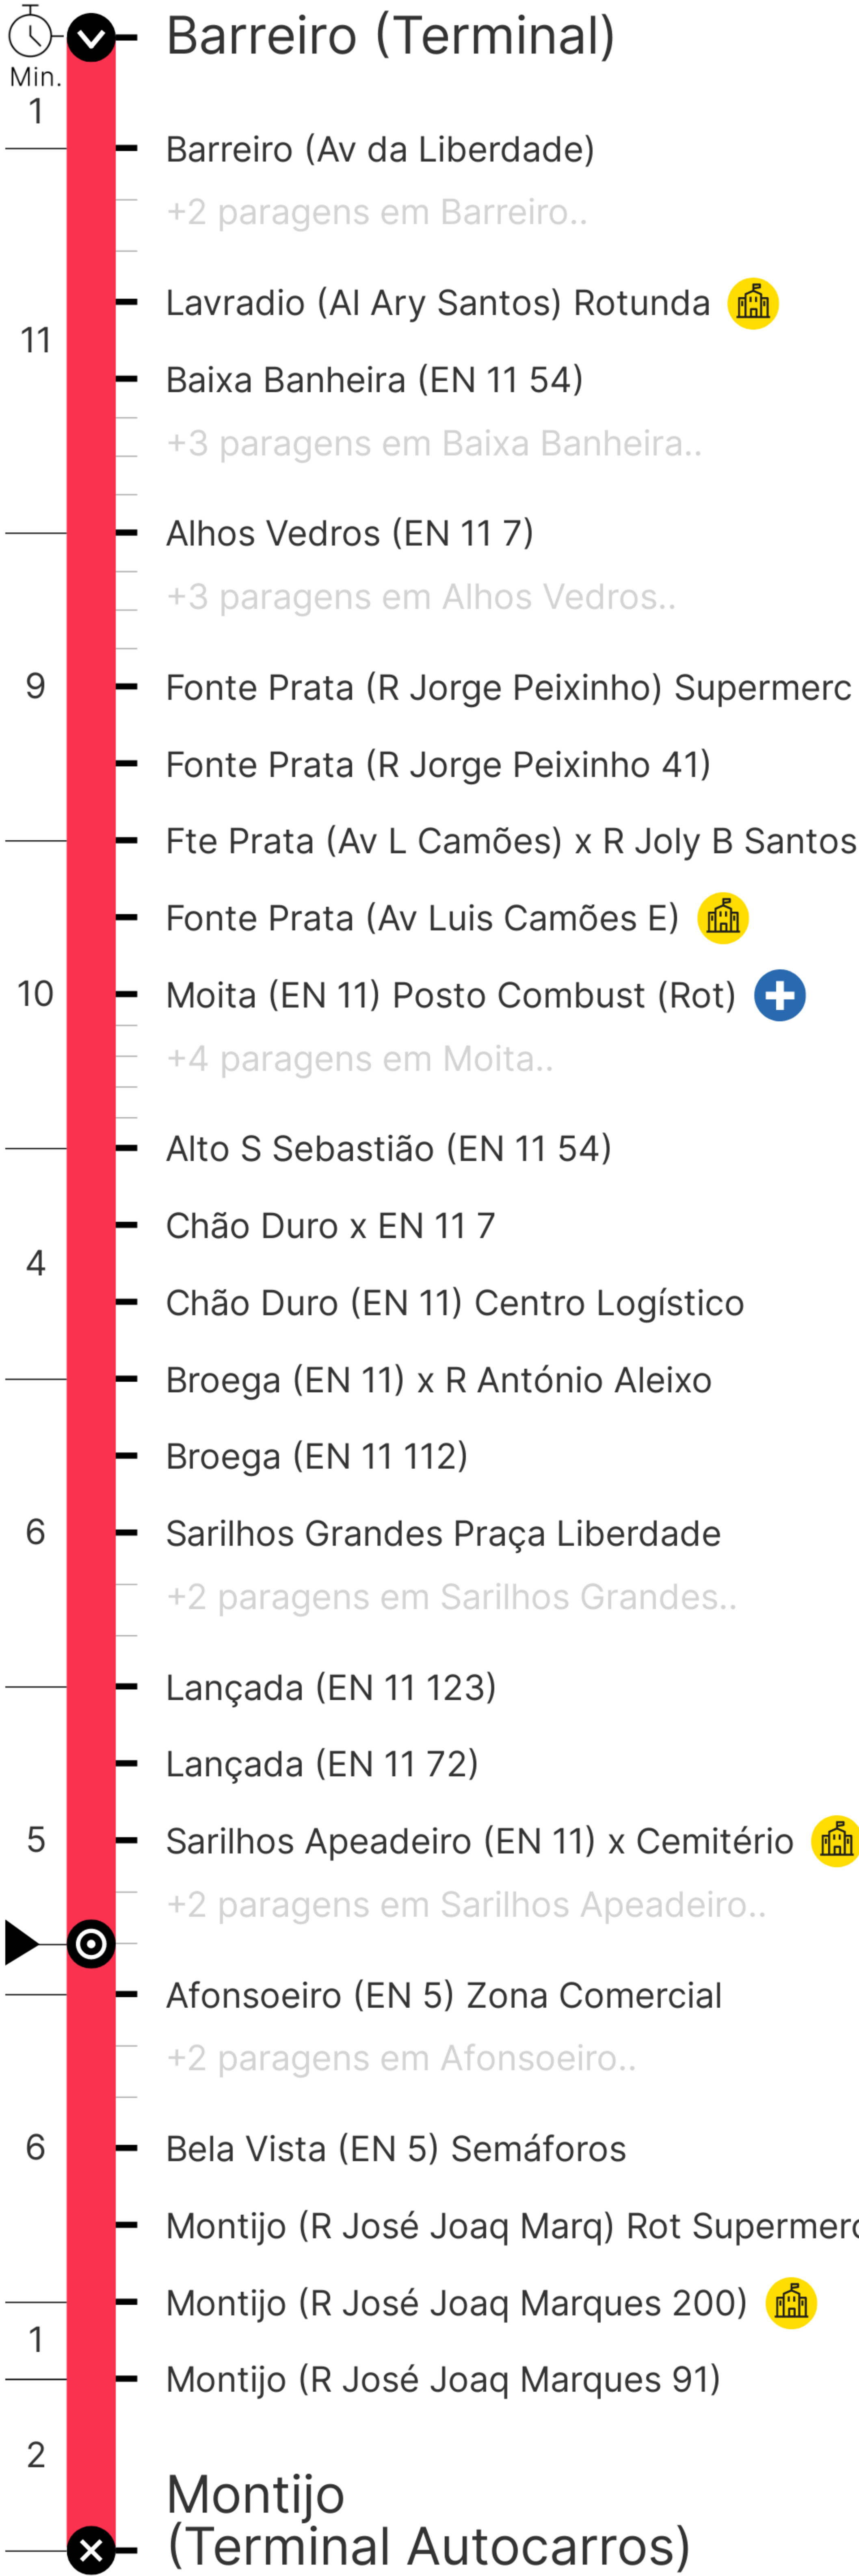 Barreiro (Terminal)
Min.
1
Barreiro (Av da Liberdade)
+2 paragens em Barreiro..
Lavradio (Al Ary Santos) Rotunda
11
Baixa Banheira (EN 11 54)
+3 paragens em Baixa Banheira..
Alhos Vedros (EN 11 7)
+3 paragens em Alhos Vedros..
9
Fonte Prata (R Jorge Peixinho) Supermerc
Fonte Prata (R Jorge Peixinho 41)
Fte Prata (Av L Camões) x R Joly B Santos
Fonte Prata (Av Luis Camões E)
10
Moita (EN 11) Posto Combust (Rot)
+4 paragens em Moita..
Alto S Sebastião (EN 11 54)
Chão Duro x EN 11 7
4
Chão Duro (EN 11) Centro Logístico
Broega (EN 11) x R António Aleixo
Broega (EN 11 112)
6
Sarilhos Grandes Praça Liberdade
+2 paragens em Sarilhos Grandes..
Lançada (EN 11 123)
Lançada (EN 11 72)
5
Sarilhos Apeadeiro (EN 11) x Cemitério
+2 paragens em Sarilhos Apeadeiro..
Afonsoeiro (EN 5) Zona Comercial
+2 paragens em Afonsoeiro..
6
Bela Vista (EN 5) Semáforos
Montijo (R José Joaq Marq) Rot Supermerc
Montijo (R José Joaq Marques 200)
1
Montijo (R José Joaq Marques 91)
2
Montijo
(Terminal Autocarros)